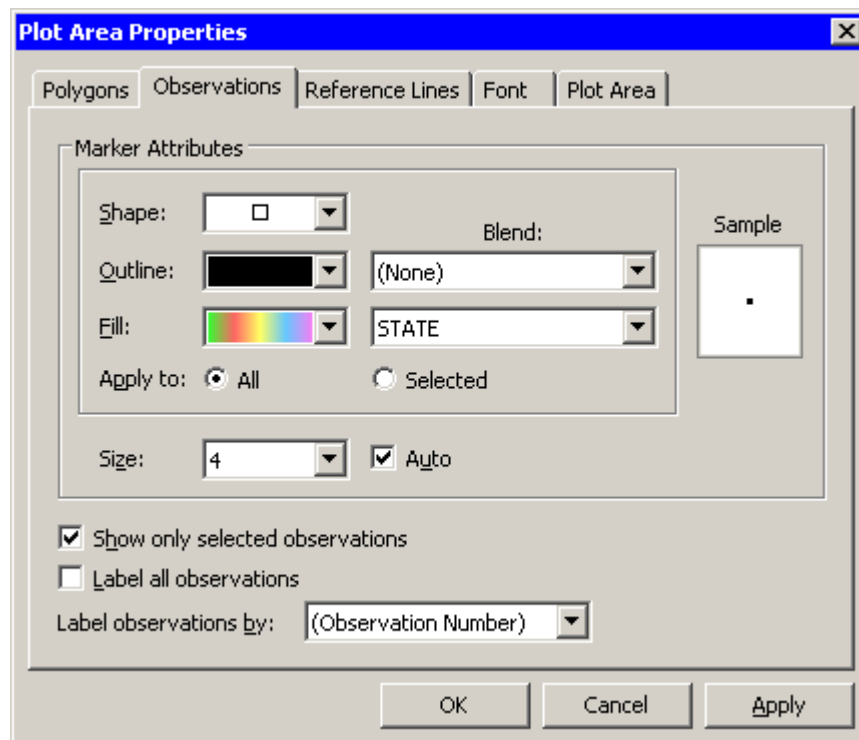 Plot Area Properties
Polygons Observations Reference Lines Font Plot Area
Marker Attributes
Shape:
Blend:
Sample
Outline: (None)
Fill: STATE
Apply to: All Selected
Size: 4 Auto
Show only selected observations
Label all observations
Label observations by: (Observation Number)
OK Cancel Apply